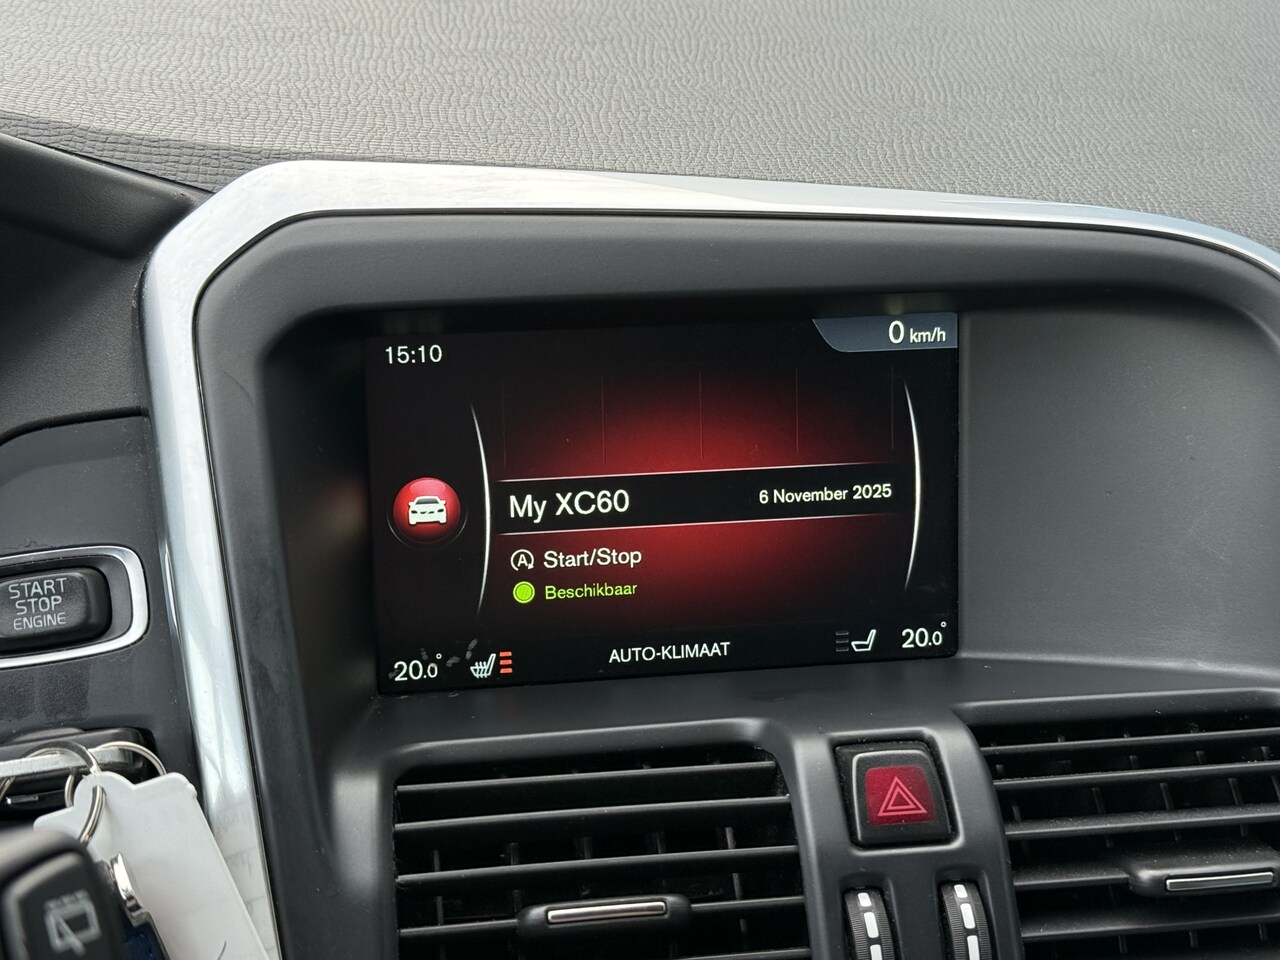 15:10
0 km/h
My XC60
6 November 2025
A Start/Stop
Beschikbaar
20.0°
AUTO-KLIMAAT
20.0°
START
STOP
ENGINE